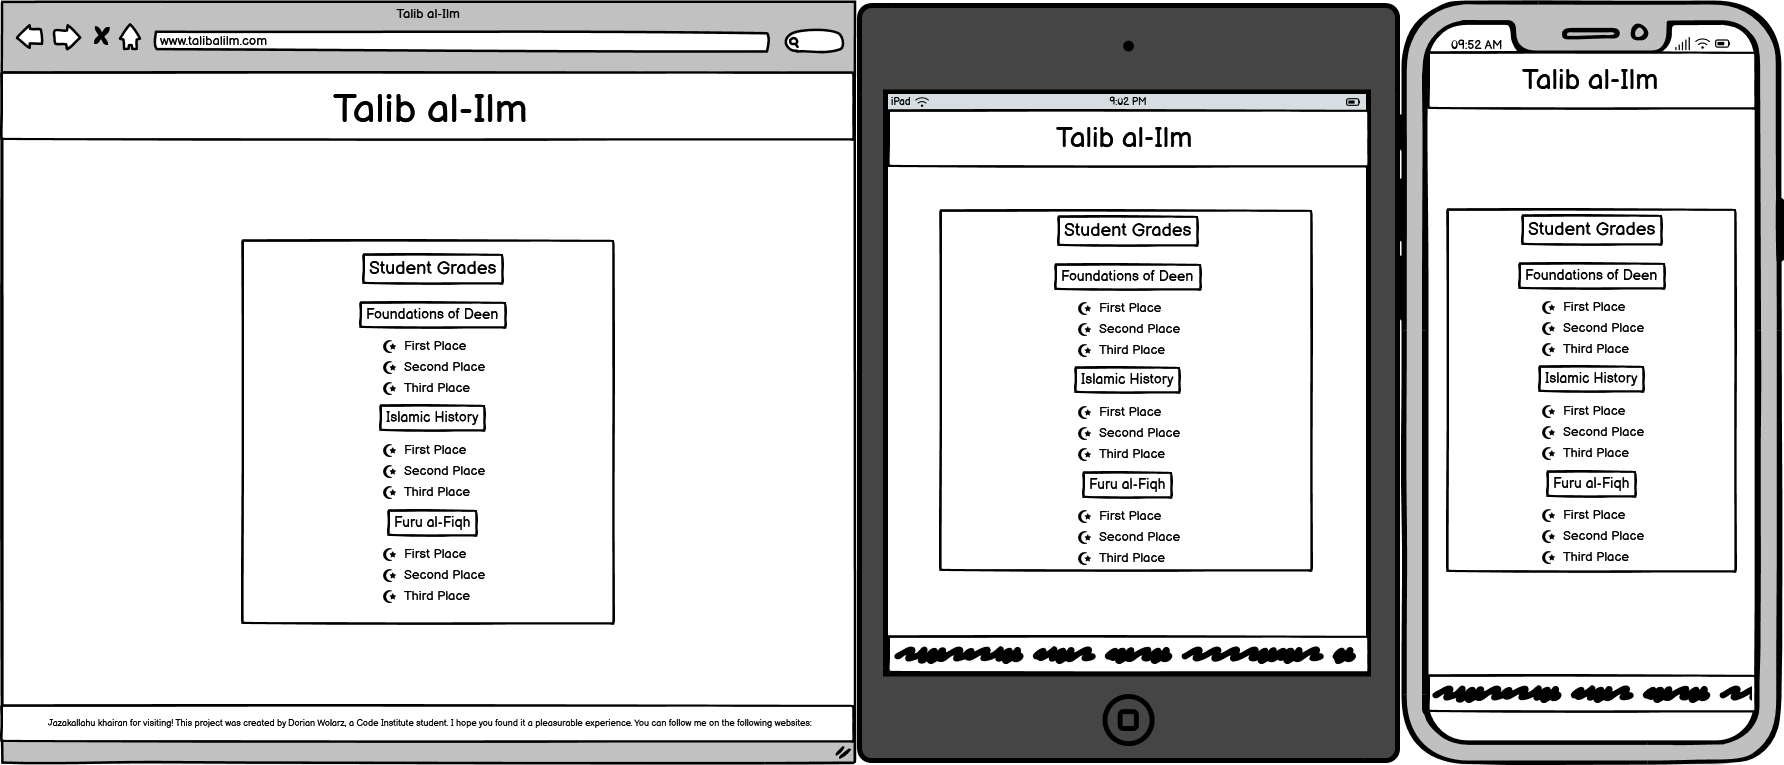 Talib al-Ilm
www.talibalilm.com
Talib al-Ilm
Student Grades
Foundations of Deen
First Place
Second Place
Third Place
Islamic History
First Place
Second Place
Third Place
Furu al-Fiqh
First Place
Second Place
Third Place
Jazakallahu khairan for visiting! This project was created by Dorian Wolarz, a Code Institute student. I hope you found it a pleasurable experience. You can follow me on the following websites:
iPad
9:02 PM
Talib al-Ilm
Student Grades
Foundations of Deen
First Place
Second Place
Third Place
Islamic History
First Place
Second Place
Third Place
Furu al-Fiqh
First Place
Second Place
Third Place
09:52 AM
Talib al-Ilm
Student Grades
Foundations of Deen
First Place
Second Place
Third Place
Islamic History
First Place
Second Place
Third Place
Furu al-Fiqh
First Place
Second Place
Third Place